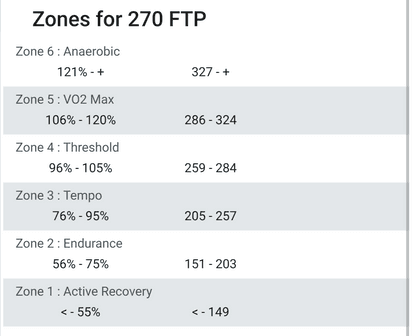 Zones for 270 FTP
Zone 6 : Anaerobic
121% - + 327 - +
Zone 5 : VO2 Max
106% - 120% 286 - 324
Zone 4 : Threshold
96% - 105% 259 - 284
Zone 3 : Tempo
76% - 95% 205 - 257
Zone 2 : Endurance
56% - 75% 151 - 203
Zone 1 : Active Recovery
< - 55% < - 149